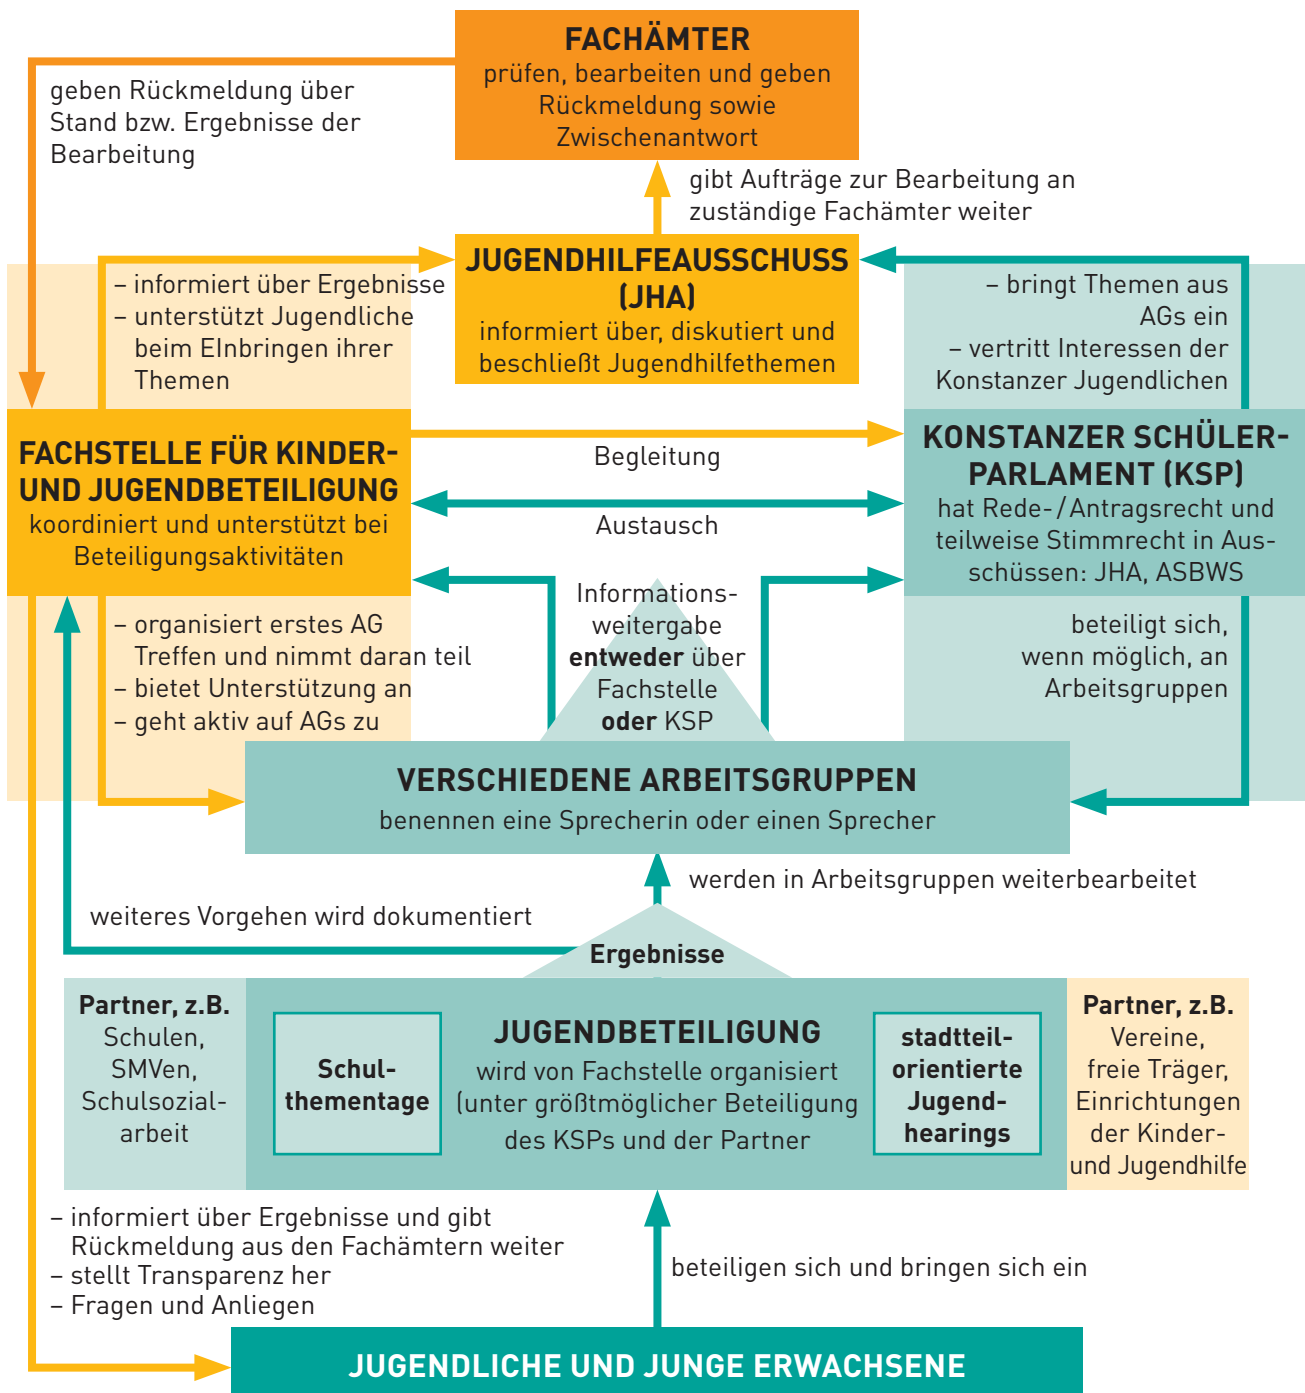 FACHÄMTER
prüfen, bearbeiten und geben
Rückmeldung sowie
Zwischenantwort
geben Rückmeldung über
Stand bzw. Ergebnisse der
Bearbeitung
gibt Aufträge zur Bearbeitung an
zuständige Fachämter weiter
JUGENDHILFEAUSSCHUSS
(JHA)
informiert über, diskutiert und
beschließt Jugendhilfethemen
– informiert über Ergebnisse
– unterstützt Jugendliche
beim EInbringen ihrer
Themen
– bringt Themen aus
AGs ein
– vertritt Interessen der
Konstanzer Jugendlichen
FACHSTELLE FÜR KINDER-
UND JUGENDBETEILIGUNG
koordiniert und unterstützt bei
Beteiligungsaktivitäten
Begleitung
Austausch
KONSTANZER SCHÜLER-
PARLAMENT (KSP)
hat Rede-/Antragsrecht und
teilweise Stimmrecht in Aus-
schüssen: JHA, ASBWS
– organisiert erstes AG
Treffen und nimmt daran teil
– bietet Unterstützung an
– geht aktiv auf AGs zu
Informations-
weitergabe
entweder über
Fachstelle
oder KSP
beteiligt sich,
wenn möglich, an
Arbeitsgruppen
VERSCHIEDENE ARBEITSGRUPPEN
benennen eine Sprecherin oder einen Sprecher
werden in Arbeitsgruppen weiterbearbeitet
weiteres Vorgehen wird dokumentiert
Ergebnisse
Partner, z.B.
Schulen,
SMVen,
Schulsozial-
arbeit
Schul-
thementage
JUGENDBETEILIGUNG
wird von Fachstelle organisiert
(unter größtmöglicher Beteiligung
des KSPs und der Partner
stadtteil-
orientierte
Jugend-
hearings
Partner, z.B.
Vereine,
freie Träger,
Einrichtungen
der Kinder-
und Jugendhilfe
– informiert über Ergebnisse und gibt
Rückmeldung aus den Fachämtern weiter
– stellt Transparenz her
– Fragen und Anliegen
beteiligen sich und bringen sich ein
JUGENDLICHE UND JUNGE ERWACHSENE